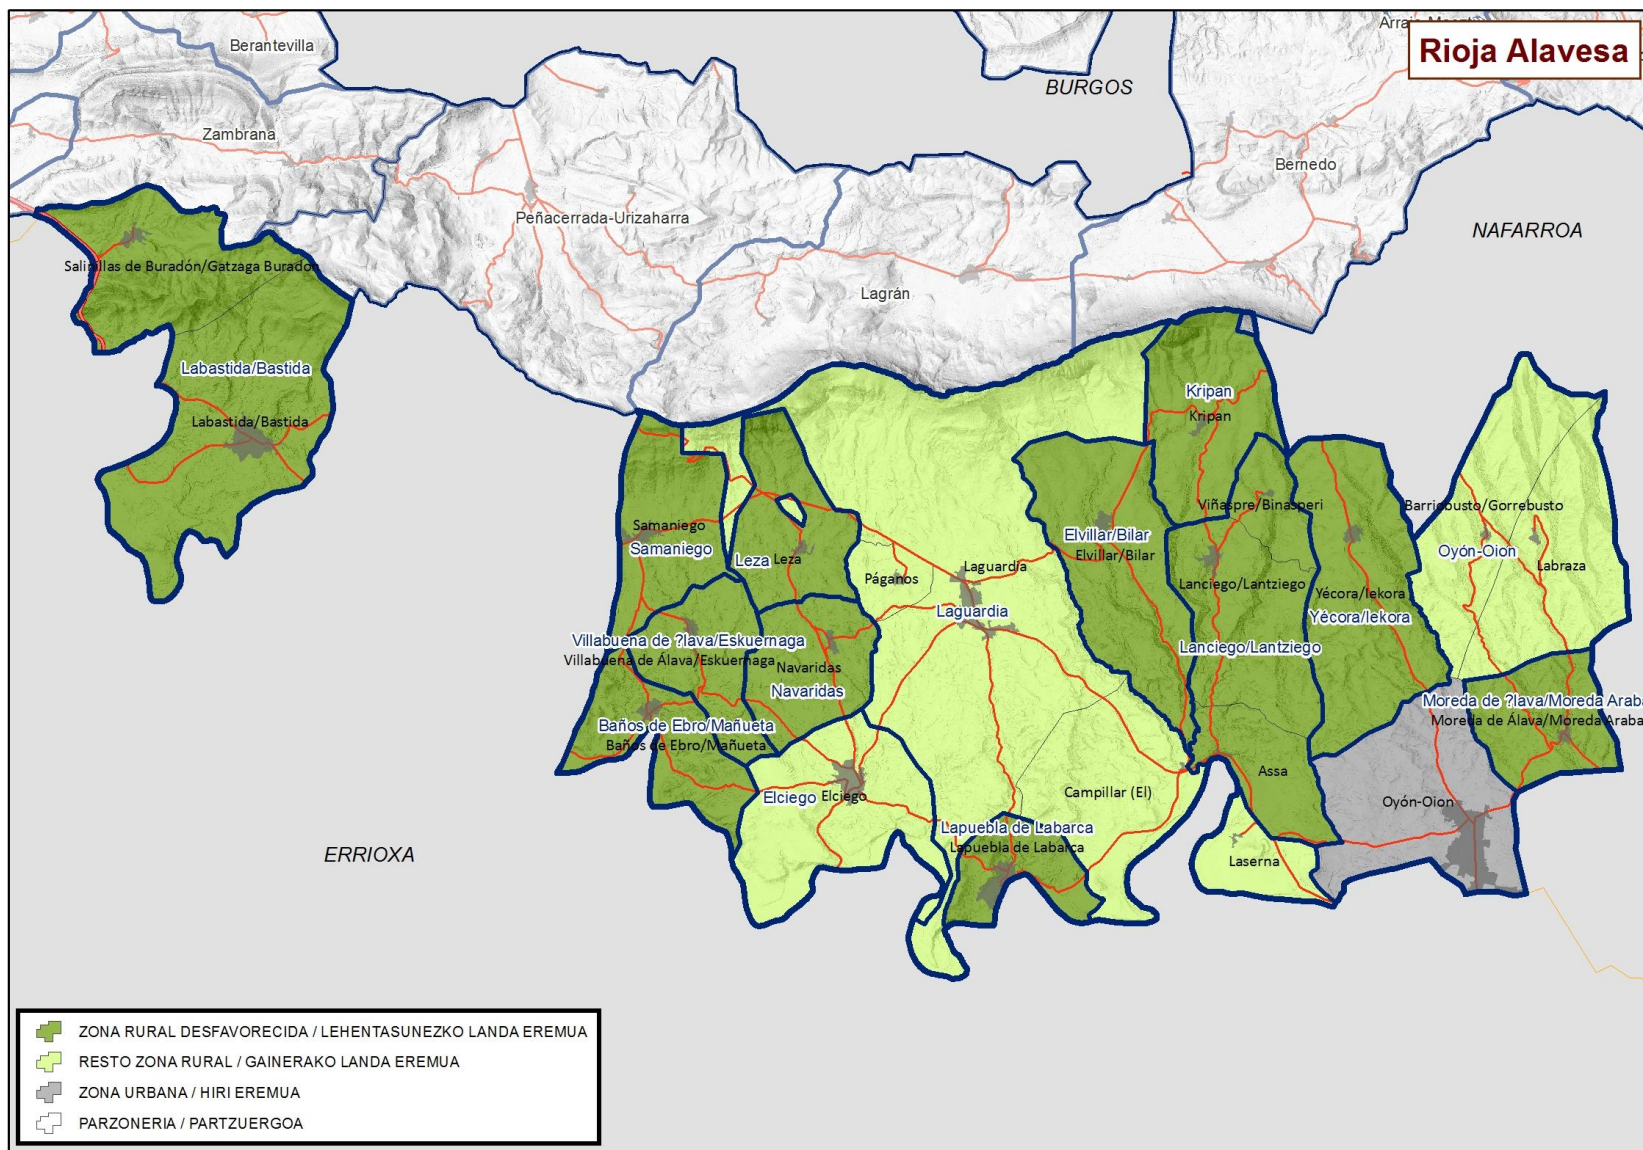 Rioja Alavesa
Berantevilla
BURGOS
Zambrana
Bernedo
Peñacerrada-Urizaharra
NAFARROA
Salinillas de Buradón/Gatzaga Buradon
Lagrán
Labastida/Bastida
Labastida/Bastida
Kripan
Kripan
Viñaspre/Binasperi
Barriobusto/Gorrebusto
Samaniego
Samaniego
Elvillar/Bilar
Elvillar/Bilar
Oyón-Oion
Leza
Leza
Páganos
Laguardia
Labraza
Lanciego/Lantziego
Yécora/Iekora
Laguardia
Yécora/Iekora
Villabuena de ?lava/Eskuernaga
Villabuena de Álava/Eskuernaga
Navaridas
Navaridas
Lanciego/Lantziego
Moreda de ?lava/Moreda Araba
Moreda de Álava/Moreda Araba
Baños de Ebro/Mañueta
Baños de Ebro/Mañueta
Assa
Elciego
Elciego
Campillar (El)
Oyón-Oion
Lapuebla de Labarca
Lapuebla de Labarca
Laserna
ERRIOXA
ZONA RURAL DESFAVORECIDA / LEHENTASUNEZKO LANDA EREMUA
RESTO ZONA RURAL / GAINERAKO LANDA EREMUA
ZONA URBANA / HIRI EREMUA
PARZONERIA / PARTZUERGOA